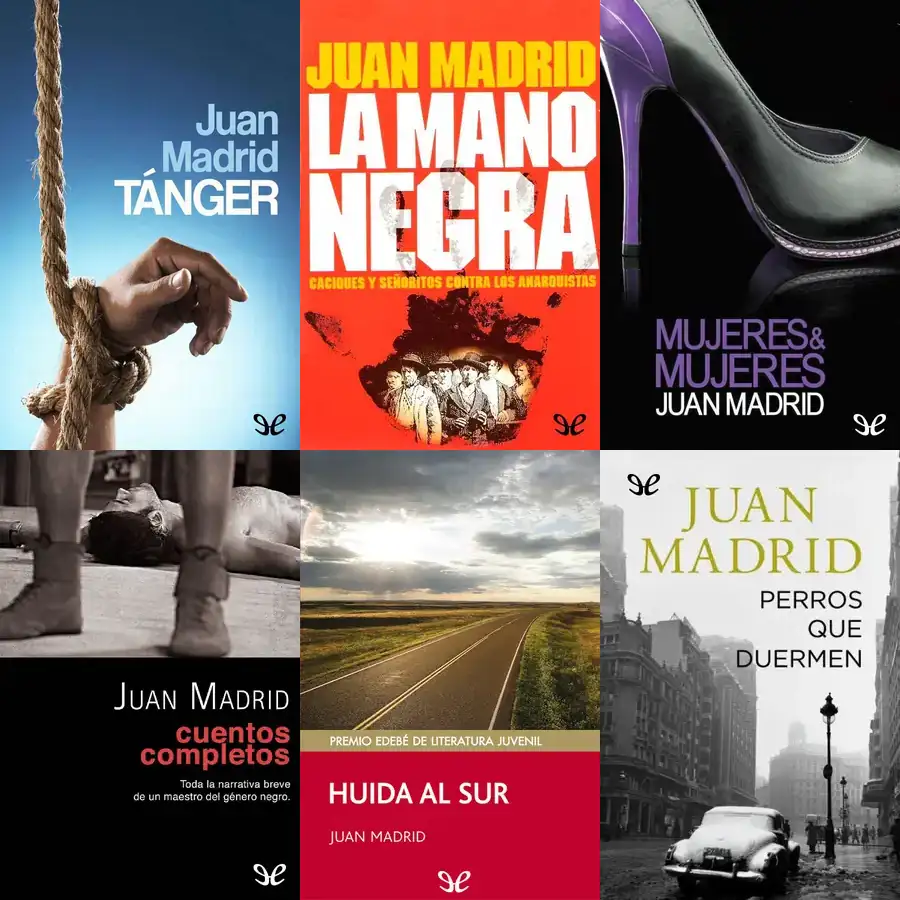 Juan
Madrid
TÁNGER
JUAN MADRID
LA MANO
NEGRA
CACIQUES Y SEÑORITOS CONTRA LOS ANARQUISTAS
MUJERES&
MUJERES
JUAN MADRID
JUAN MADRID
cuentos
completos
Toda la narrativa breve
de un maestro del género negro.
PREMIO EDEBÉ DE LITERATURA JUVENIL
HUIDA AL SUR
JUAN MADRID
JUAN
MADRID
PERROS
QUE
DUERMEN